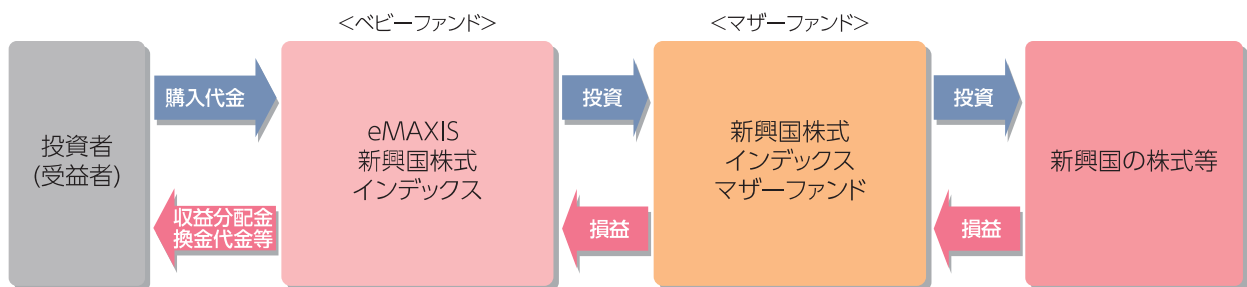 <ベビーファンド>
<マザーファンド>
投資者
(受益者)
購入代金
収益分配金
換金代金等
eMAXIS
新興国株式
インデックス
投資
損益
新興国株式
インデックス
マザーファンド
投資
損益
新興国の株式等